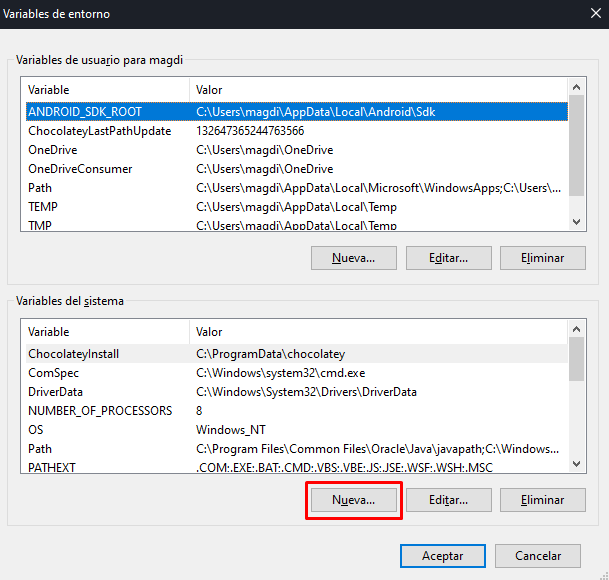 Variables de entorno
Variables de usuario para magdi
Variable Valor
ANDROID_SDK_ROOT C:\Users\magdi\AppData\Local\Android\Sdk
ChocolateyLastPathUpdate 132647365244763566
OneDrive C:\Users\magdi\OneDrive
OneDriveConsumer C:\Users\magdi\OneDrive
Path C:\Users\magdi\AppData\Local\Microsoft\WindowsApps;C:\Users\...
TEMP C:\Users\magdi\AppData\Local\Temp
TMP C:\Users\magdi\AppData\Local\Temp
Nueva... Editar... Eliminar
Variables del sistema
Variable Valor
ChocolateyInstall C:\ProgramData\chocolatey
ComSpec C:\Windows\system32\cmd.exe
DriverData C:\Windows\System32\Drivers\DriverData
NUMBER_OF_PROCESSORS 8
OS Windows_NT
Path C:\Program Files\Common Files\Oracle\Java\javapath;C:\Windows...
PATHEXT .COM;.EXE;.BAT;.CMD;.VBS;.VBE;.JS;.JSE;.WSF;.WSH;.MSC
Nueva... Editar... Eliminar
Aceptar Cancelar